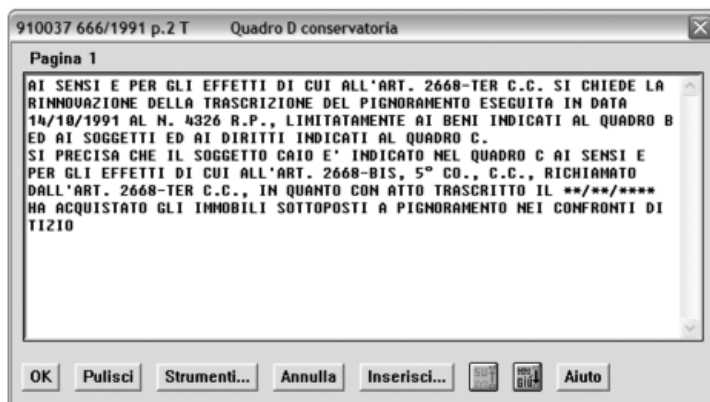 910037 666/1991 p.2 T Quadro D conservatoria
Pagina 1
AI SENSI E PER GLI EFFETTI DI CUI ALL'ART. 2668-TER C.C. SI CHIEDE LA
RINNOVAZIONE DELLA TRASCRIZIONE DEL PIGNORAMENTO ESEGUITA IN DATA
14/10/1991 AL N. 4326 R.P., LIMITATAMENTE AI BENI INDICATI AL QUADRO B
ED AI SOGGETTI ED AI DIRITTI INDICATI AL QUADRO C.
SI PRECISA CHE IL SOGGETTO CAIO E' INDICATO NEL QUADRO C AI SENSI E
PER GLI EFFETTI DI CUI ALL'ART. 2668-BIS, 5° CO., C.C., RICHIAMATO
DALL'ART. 2668-TER C.C., IN QUANTO CON ATTO TRASCRITTO IL **/**/****
HA ACQUISTATO GLI IMMOBILI SOTTOPOSTI A PIGNORAMENTO NEI CONFRONTI DI
TIZIO
OK Pulisci Strumenti... Annulla Inserisci... Giù Aiuto